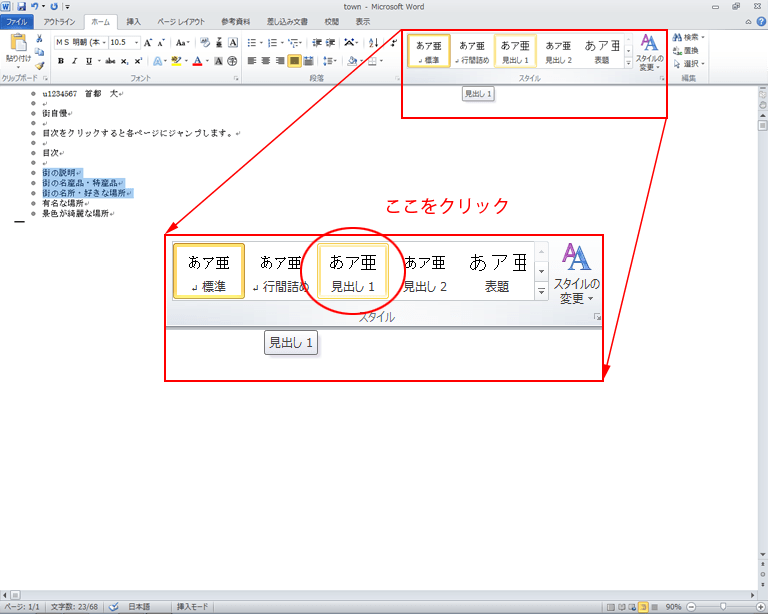 town - Microsoft Word
ファイル アウトライン ホーム 挿入 ページ レイアウト 参考資料 差し込み文書 校閲 表示
貼り付け
ＭＳ 明朝 (本 10.5
あア亜 あア亜 あア亜 あア亜 あア亜
↲ 標準 ↲ 行間詰め 見出し 1 見出し 2 表題
スタイルの
変更
検索
置換
選択
クリップボード フォント 段落 スタイル 編集
見出し 1
u1234567 首都 大↲
↲
街自慢↲
↲
目次をクリックすると各ページにジャンプします。↲
↲
目次↲
↲
街の説明↲
街の名産品・特産品↲
街の名所・好きな場所↲
有名な場所↲
景色が綺麗な場所↲
ここをクリック
あア亜 あア亜 あア亜 あア亜 あア亜
↲ 標準 ↲ 行間詰め 見出し 1 見出し 2 表題
スタイルの
変更
スタイル
見出し 1
ページ: 1/1 文字数: 23/68 日本語 挿入モード 90%